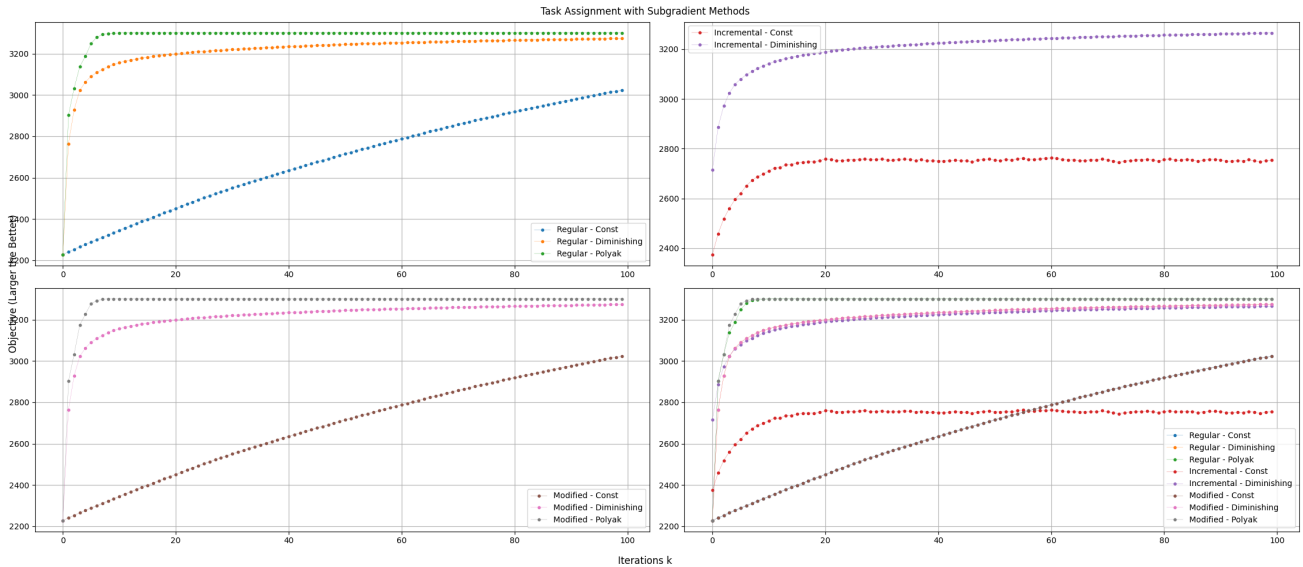 Task Assignment with Subgradient Methods
Objective (Larger the Better)
3200
3000
2800
2600
2400
2200
0
20
40
60
80
100
Regular - Const
Regular - Diminishing
Regular - Polyak
3200
3000
2800
2600
2400
0
20
40
60
80
100
Incremental - Const
Incremental - Diminishing
3200
3000
2800
2600
2400
2200
0
20
40
60
80
100
Modified - Const
Modified - Diminishing
Modified - Polyak
3200
3000
2800
2600
2400
2200
0
20
40
60
80
100
Regular - Const
Regular - Diminishing
Regular - Polyak
Incremental - Const
Incremental - Diminishing
Modified - Const
Modified - Diminishing
Modified - Polyak
Iterations k